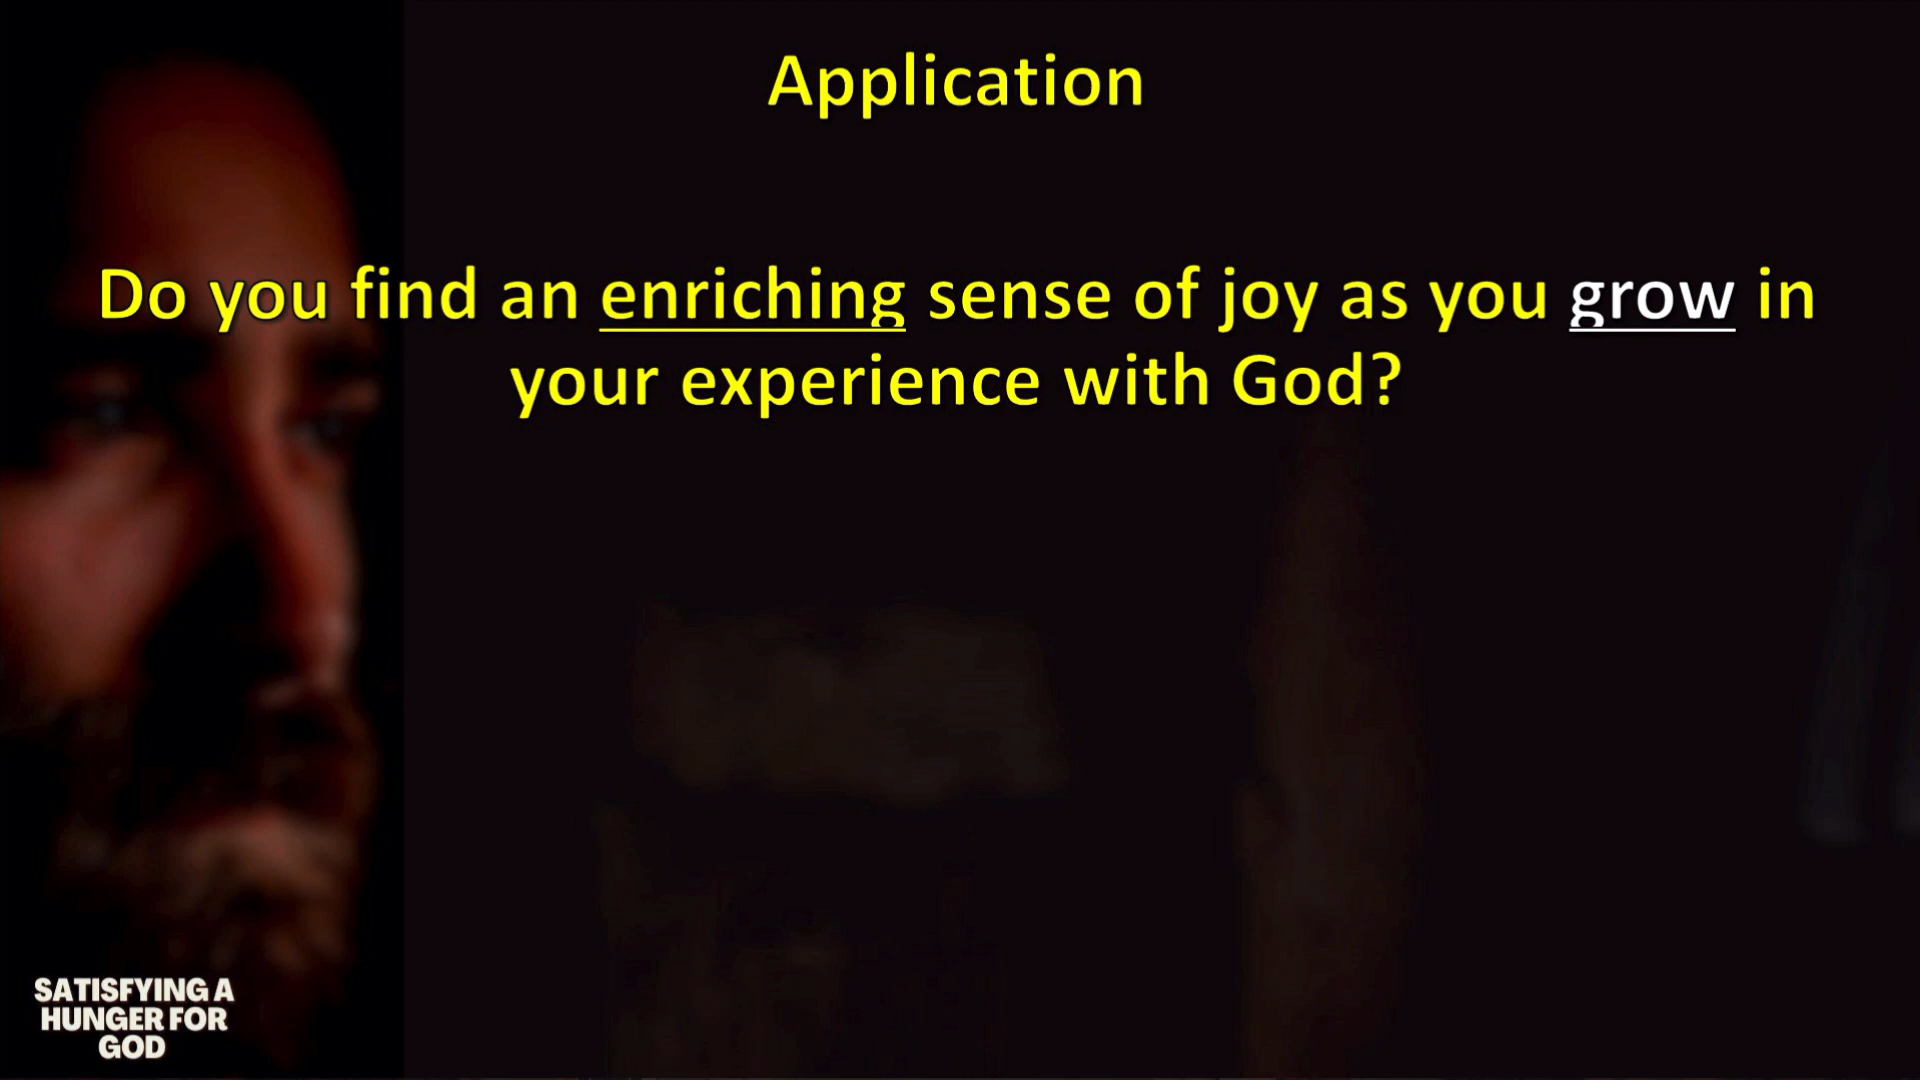 Application
Do you find an enriching sense of joy as you grow in
your experience with God?
SATISFYING A
HUNGER FOR
GOD